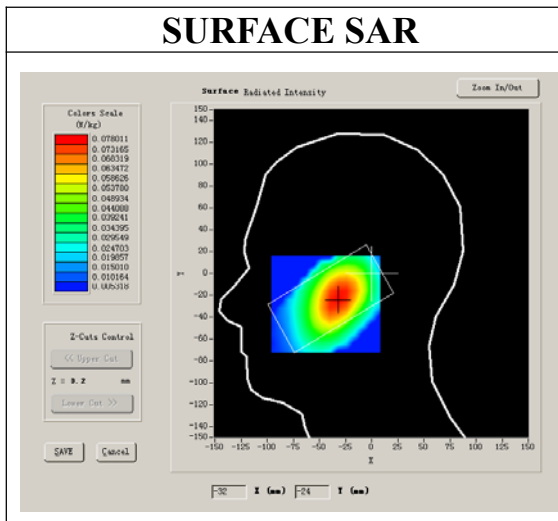 SURFACE SAR
Surface Radiated Intensity
Zoom In/Out
Colors Scale
(W/kg)
0.078011
0.073165
0.068319
0.063472
0.058626
0.053780
0.048934
0.044088
0.039241
0.034395
0.029549
0.024703
0.019857
0.015010
0.010164
0.005318
150
140
120
100
80
60
40
20
0
-20
-40
-60
-80
-100
-120
-140
-150
Y
-150 -125 -100 -75 -50 -25 0 25 50 75 100 125 150
X
Z-Cuts Control
<< Upper Cut
Z = 3.2 mm
Lower Cut >>
SAVE Cancel
-32 X (mm) -24 Y (mm)